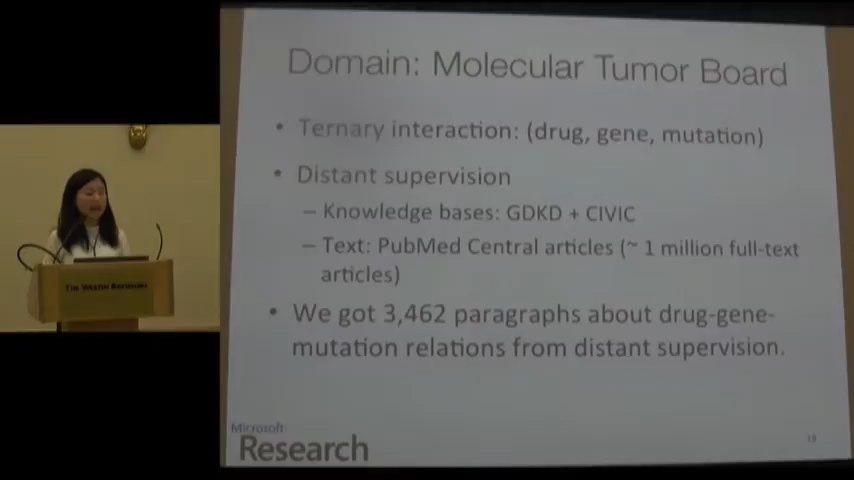 Domain: Molecular Tumor Board
• Ternary interaction: (drug, gene, mutation)
• Distant supervision
– Knowledge bases: GDKD + CIVIC
– Text: PubMed Central articles (~ 1 million full-text
articles)
• We got 3,462 paragraphs about drug-gene-
mutation relations from distant supervision.
Microsoft
Research
THE WESTIN